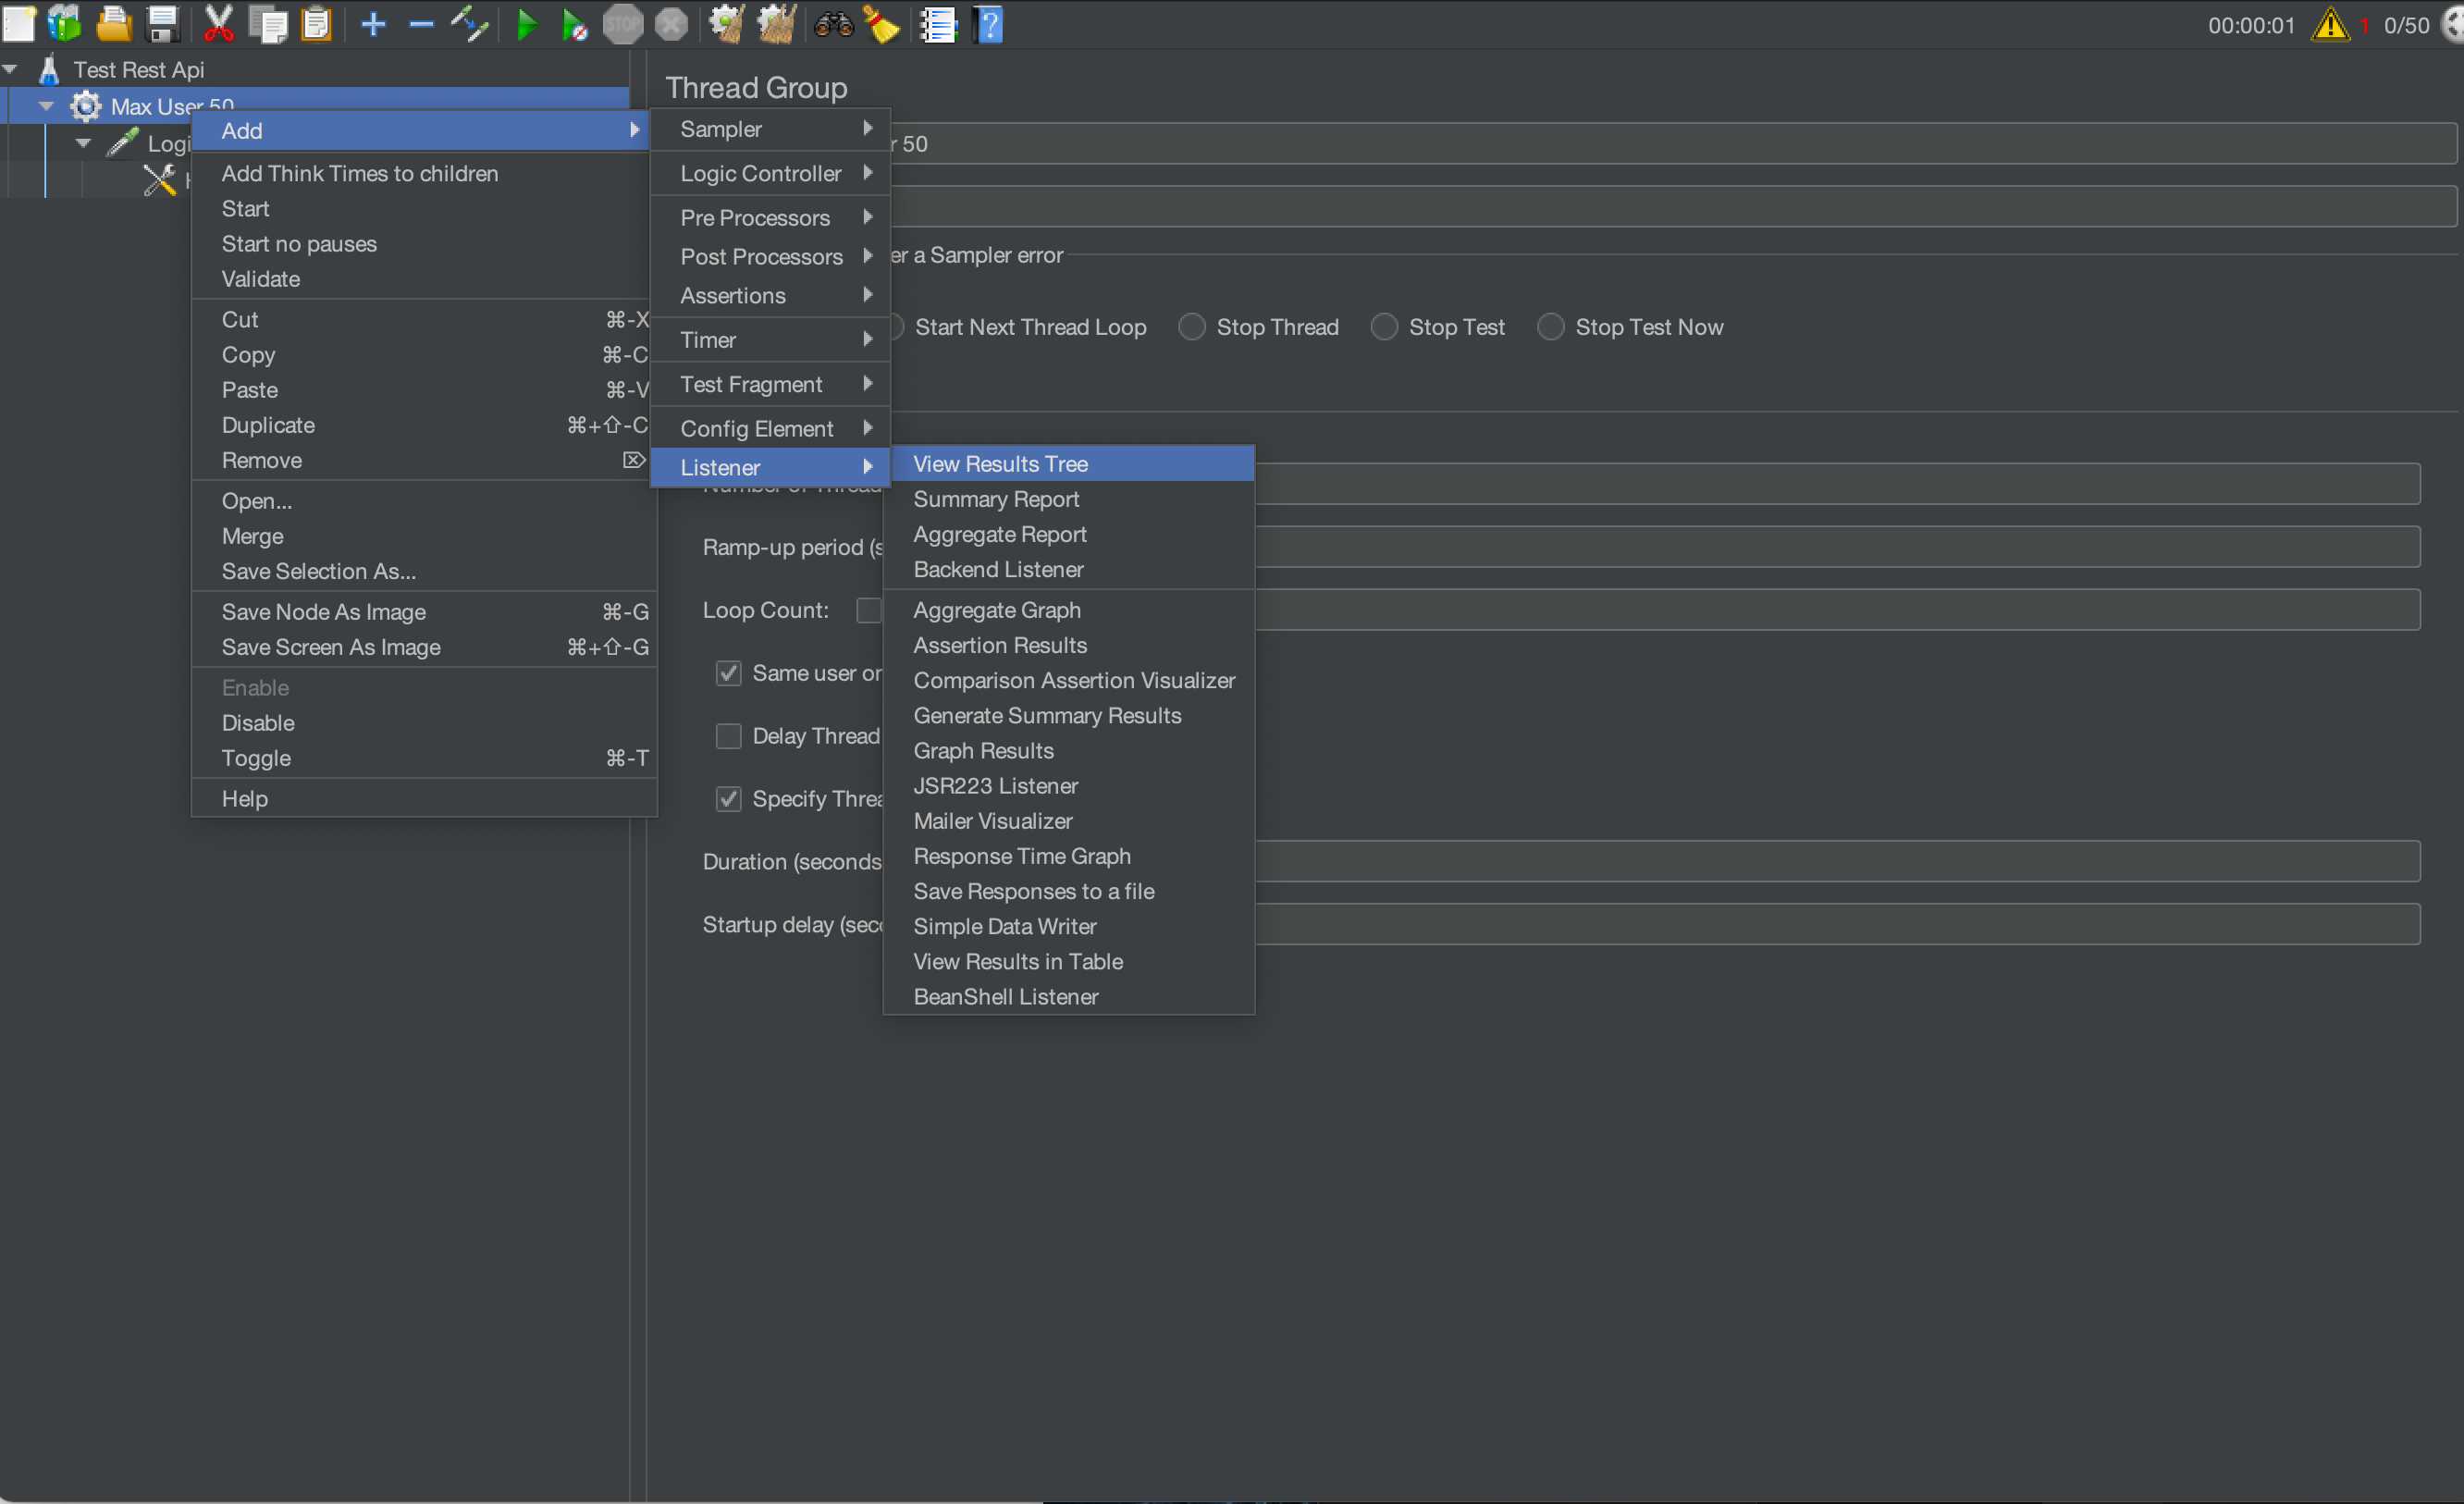 STOP
00:00:01
1
0/50
Test Rest Api
Max User 50
Logi
Add
Add Think Times to children
Start
Start no pauses
Validate
Cut ⌘-X
Copy ⌘-C
Paste ⌘-V
Duplicate ⌘+⇧-C
Remove ⌦
Open...
Merge
Save Selection As...
Save Node As Image ⌘-G
Save Screen As Image ⌘+⇧-G
Enable
Disable
Toggle ⌘-T
Help
Sampler
Logic Controller
Pre Processors
Post Processors
Assertions
Timer
Test Fragment
Config Element
Listener
View Results Tree
Summary Report
Aggregate Report
Backend Listener
Aggregate Graph
Assertion Results
Comparison Assertion Visualizer
Generate Summary Results
Graph Results
JSR223 Listener
Mailer Visualizer
Response Time Graph
Save Responses to a file
Simple Data Writer
View Results in Table
BeanShell Listener
Thread Group
r 50
er a Sampler error
Start Next Thread Loop
Stop Thread
Stop Test
Stop Test Now
Ramp-up period (s
Loop Count:
Same user or
Delay Thread
Specify Threa
Duration (seconds
Startup delay (sec